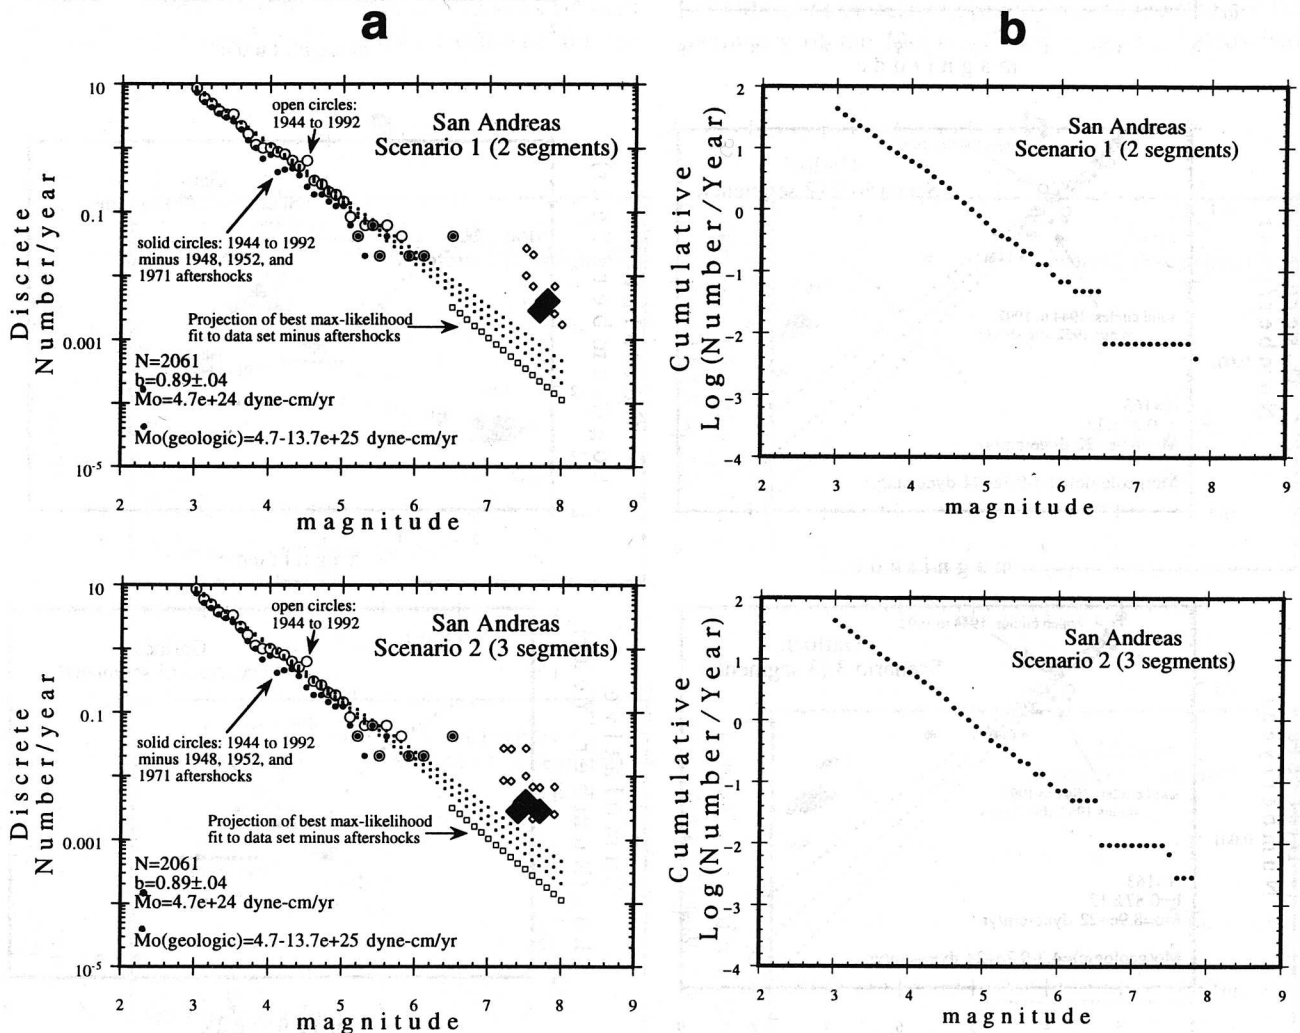 a
b
10
0.1
0.001
10-5
Discrete
Number/year
open circles:
1944 to 1992
San Andreas
Scenario 1 (2 segments)
solid circles: 1944 to 1992
minus 1948, 1952, and
1971 aftershocks
Projection of best max-likelihood
fit to data set minus aftershocks
N=2061
b=0.89±.04
Mo=4.7e+24 dyne-cm/yr
Mo(geologic)=4.7-13.7e+25 dyne-cm/yr
2 3 4 5 6 7 8 9
magnitude
Cumulative
Log(Number/Year)
2
1
0
−1
−2
−3
−4
San Andreas
Scenario 1 (2 segments)
2 3 4 5 6 7 8 9
magnitude
10
0.1
0.001
10-5
Discrete
Number/year
open circles:
1944 to 1992
San Andreas
Scenario 2 (3 segments)
solid circles: 1944 to 1992
minus 1948, 1952, and
1971 aftershocks
Projection of best max-likelihood
fit to data set minus aftershocks
N=2061
b=0.89±.04
Mo=4.7e+24 dyne-cm/yr
Mo(geologic)=4.7-13.7e+25 dyne-cm/yr
2 3 4 5 6 7 8 9
magnitude
Cumulative
Log(Number/Year)
2
1
0
−1
−2
−3
−4
San Andreas
Scenario 2 (3 segments)
2 3 4 5 6 7 8 9
magnitude